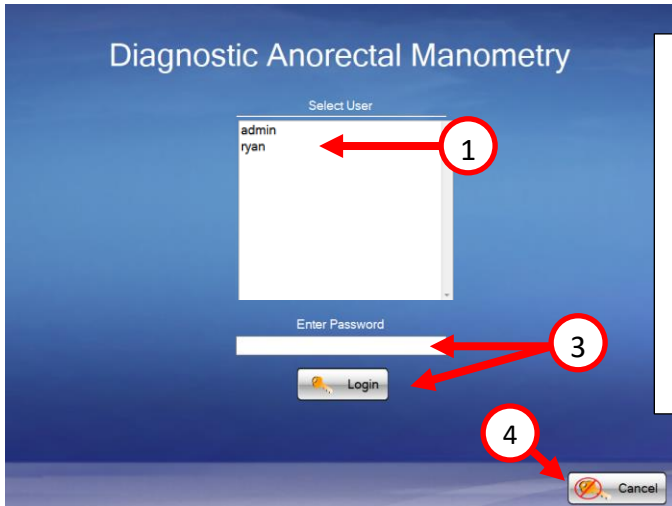 Diagnostic Anorectal Manometry
Select User
admin
ryan
1
Enter Password
3
Login
4
Cancel